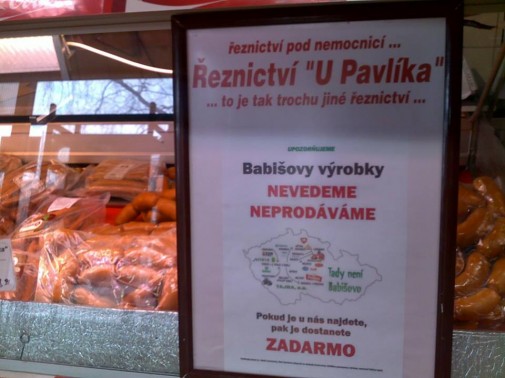 řeznictví pod nemocnicí ...
Řeznictví "U Pavlíka"
... to je tak trochu jiné řeznictví ...
UPOZORŇUJEME
Babišovy výrobky
NEVEDEME
NEPRODÁVÁME
Tady není
Babišovo
Pokud je u nás najdete,
pak je dostanete
ZADARMO